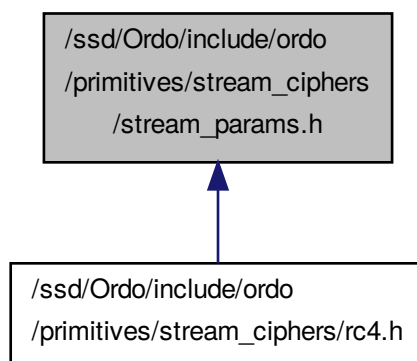 /ssd/Ordo/include/ordo
/primitives/stream_ciphers
/stream_params.h
/ssd/Ordo/include/ordo
/primitives/stream_ciphers/rc4.h